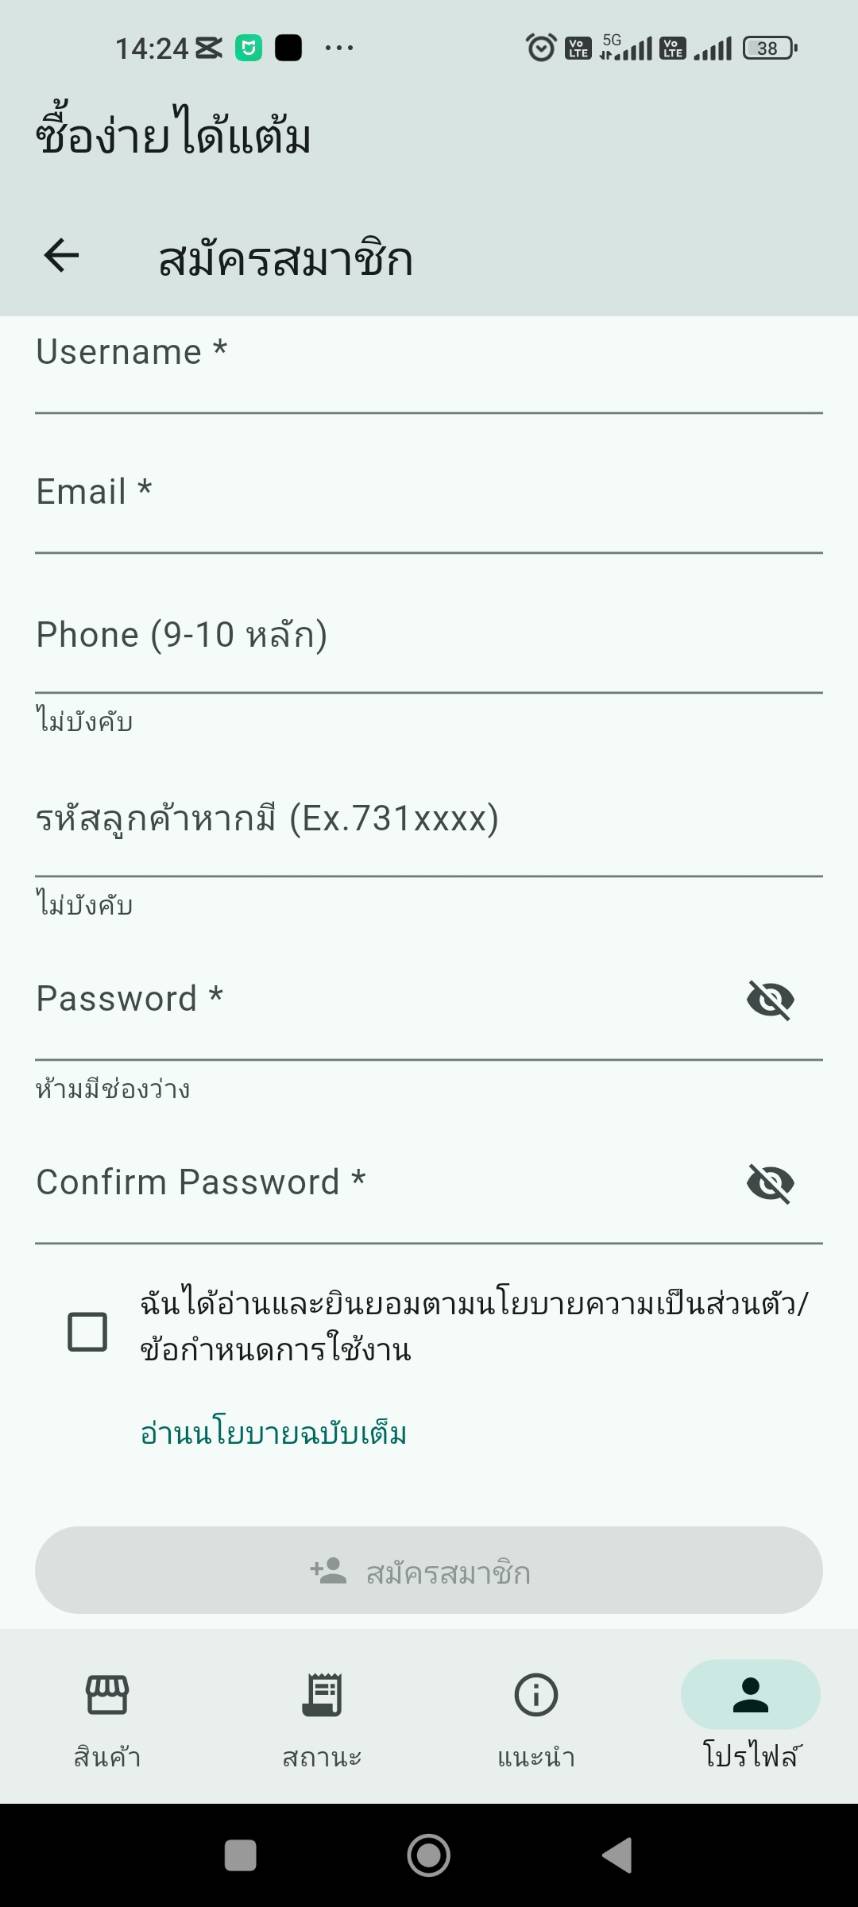 14:24
5G
Vo LTE
Vo LTE
38
ซื้อง่ายได้แต้ม
สมัครสมาชิก
Username *
Email *
Phone (9-10 หลัก)
ไม่บังคับ
รหัสลูกค้าหากมี (Ex.731xxxx)
ไม่บังคับ
Password *
ห้ามมีช่องว่าง
Confirm Password *
ฉันได้อ่านและยินยอมตามนโยบายความเป็นส่วนตัว/
ข้อกำหนดการใช้งาน
อ่านนโยบายฉบับเต็ม
สมัครสมาชิก
สินค้า
สถานะ
แนะนำ
โปรไฟล์